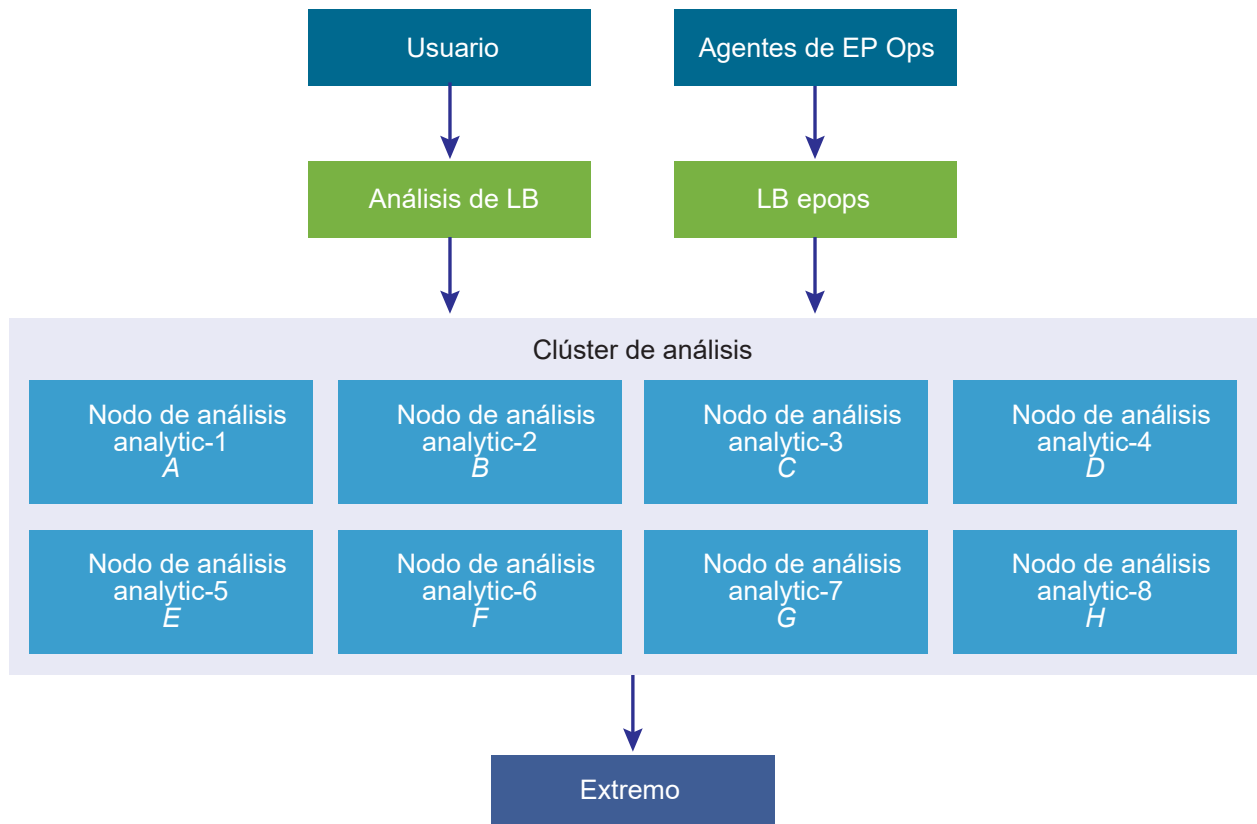 Usuario
Agentes de EP Ops
Análisis de LB
LB epops
Clúster de análisis
Nodo de análisis
analytic-1
A
Nodo de análisis
analytic-2
B
Nodo de análisis
analytic-3
C
Nodo de análisis
analytic-4
D
Nodo de análisis
analytic-5
E
Nodo de análisis
analytic-6
F
Nodo de análisis
analytic-7
G
Nodo de análisis
analytic-8
H
Extremo